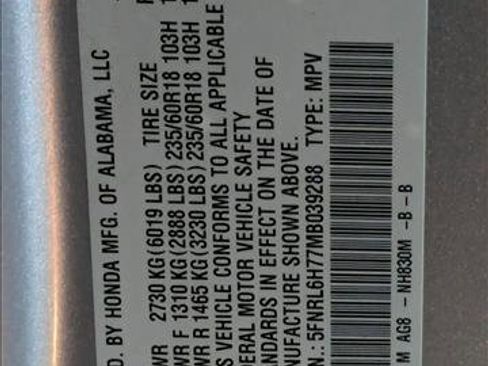 D. BY HONDA MFG. OF ALABAMA, LLC
WR 2730 KG (6019 LBS) TIRE SIZE
WR F 1310 KG (2888 LBS) 235/60R18 103H
WR R 1465 KG (3230 LBS) 235/60R18 103H
S VEHICLE CONFORMS TO ALL APPLICABLE
DERAL MOTOR VEHICLE SAFETY
ANDARDS IN EFFECT ON THE DATE OF
NUFACTURE SHOWN ABOVE.
N.: 5FNRL6H77MB039288 TYPE: MPV
M AG8 - NH830M -B -B